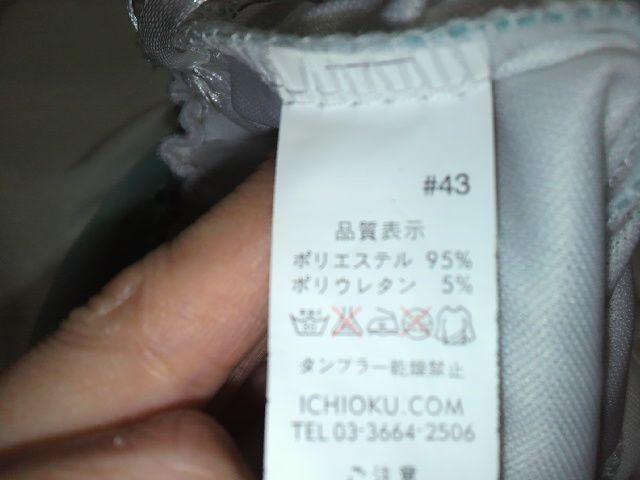 #43
品質表示
ポリエステル 95%
ポリウレタン 5%
タンブラー乾燥禁止
ICHIOKU.COM
TEL 03-3664-2506
ご注意